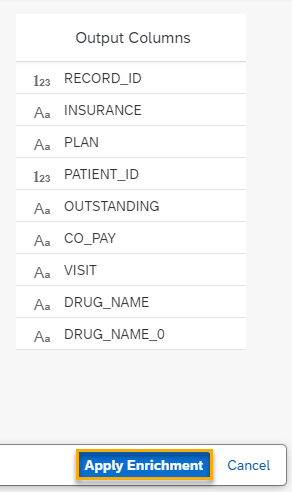 Output Columns
123 RECORD_ID
Aa INSURANCE
Aa PLAN
123 PATIENT_ID
Aa OUTSTANDING
Aa CO_PAY
Aa VISIT
Aa DRUG_NAME
Aa DRUG_NAME_0
Apply Enrichment Cancel